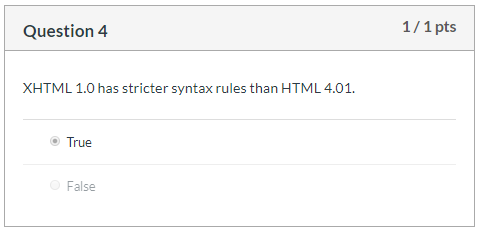 Question 4
1 / 1 pts
XHTML 1.0 has stricter syntax rules than HTML 4.01.
True
False